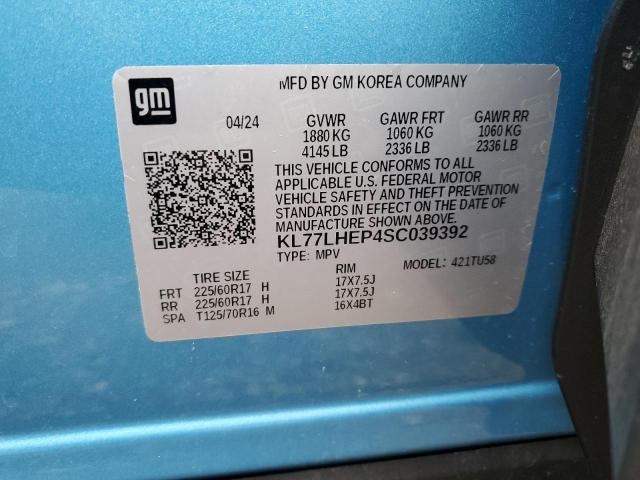 gm
MFD BY GM KOREA COMPANY
04/24 GVWR GAWR FRT GAWR RR
1880 KG 1060 KG 1060 KG
4145 LB 2336 LB 2336 LB
THIS VEHICLE CONFORMS TO ALL
APPLICABLE U.S. FEDERAL MOTOR
VEHICLE SAFETY AND THEFT PREVENTION
STANDARDS IN EFFECT ON THE DATE OF
MANUFACTURE SHOWN ABOVE.
KL77LHEP4SC039392
TYPE: MPV MODEL: 421TU58
TIRE SIZE RIM
FRT 225/60R17 H 17X7.5J
RR 225/60R17 H 17X7.5J
SPA T125/70R16 M 16X4BT